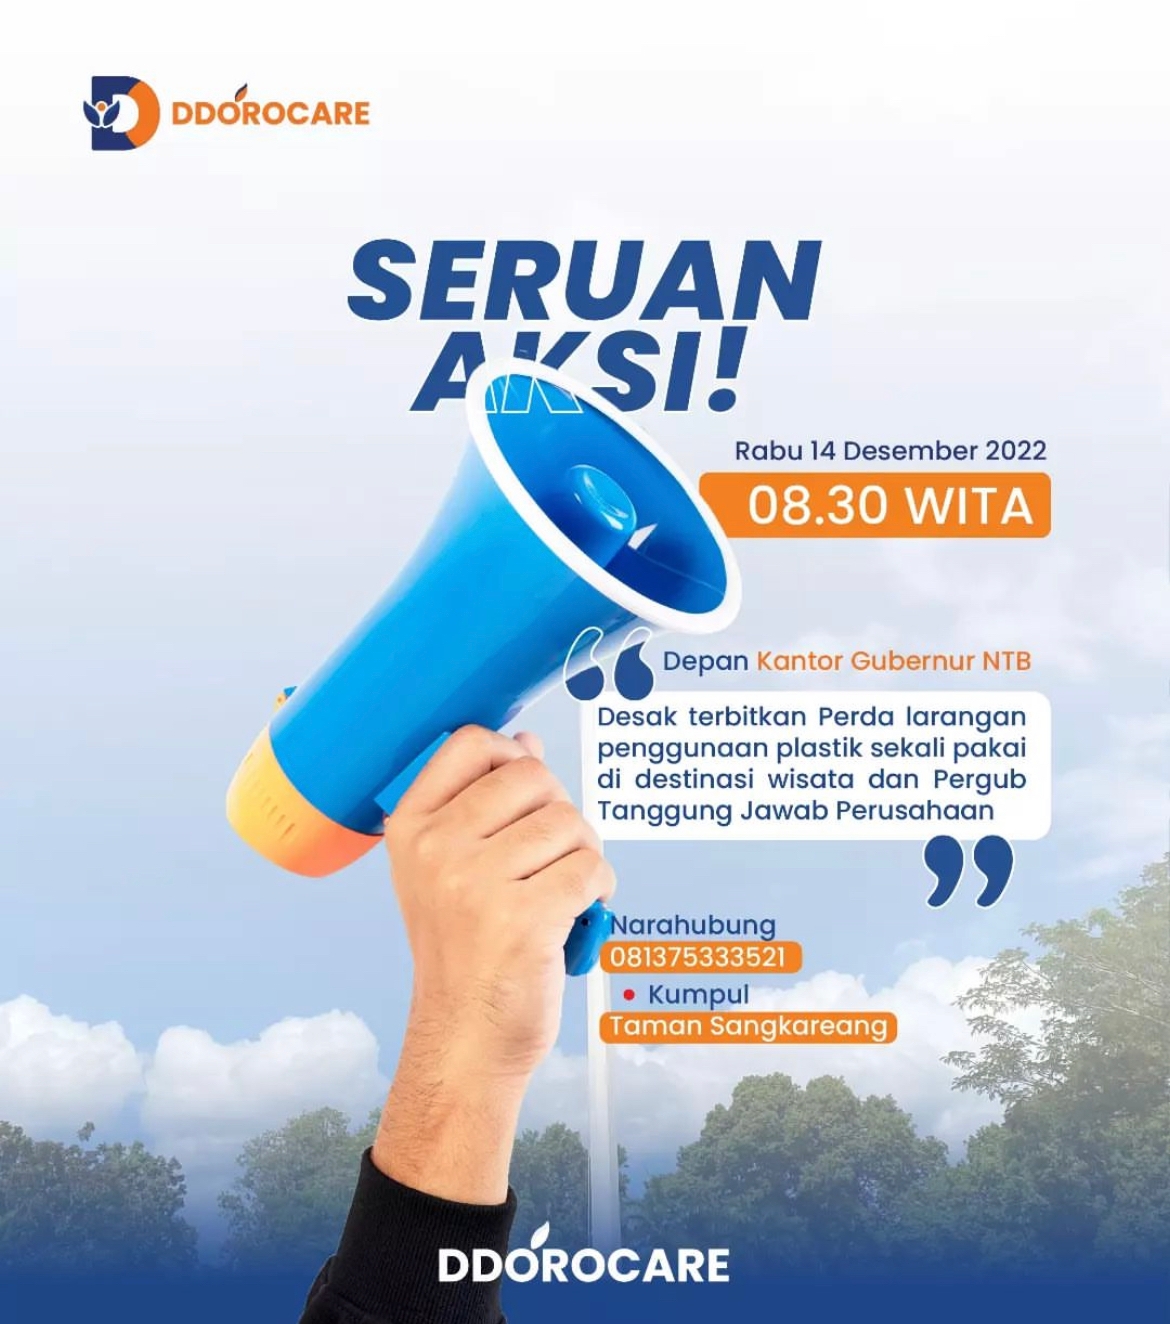 DDOROCARE
SERUAN
AKSI!
Rabu 14 Desember 2022
08.30 WITA
Depan Kantor Gubernur NTB
Desak terbitkan Perda larangan
penggunaan plastik sekali pakai
di destinasi wisata dan Pergub
Tanggung Jawab Perusahaan
Narahubung
081375333521
• Kumpul
Taman Sangkareang
DDOROCARE